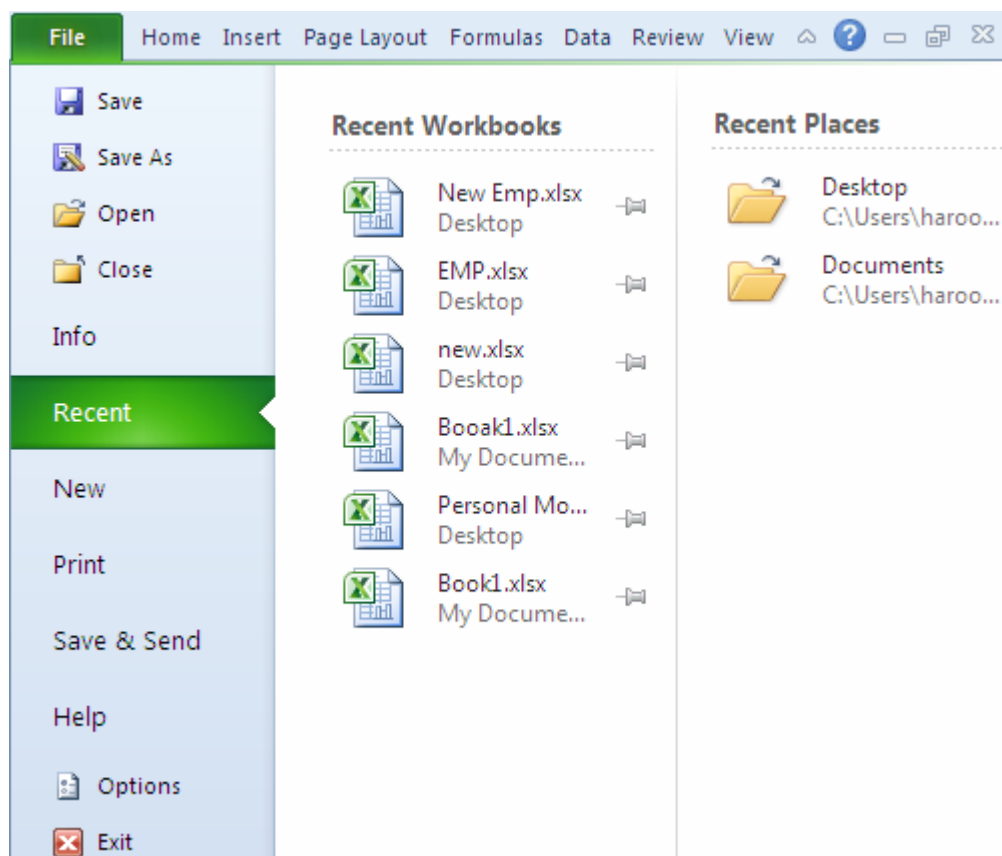 File Home Insert Page Layout Formulas Data Review View
Save
Save As
Open
Close
Info
Recent
New
Print
Save & Send
Help
Options
Exit
Recent Workbooks
New Emp.xlsx
Desktop
EMP.xlsx
Desktop
new.xlsx
Desktop
Booak1.xlsx
My Docume...
Personal Mo...
Desktop
Book1.xlsx
My Docume...
Recent Places
Desktop
C:\Users\haroo...
Documents
C:\Users\haroo...